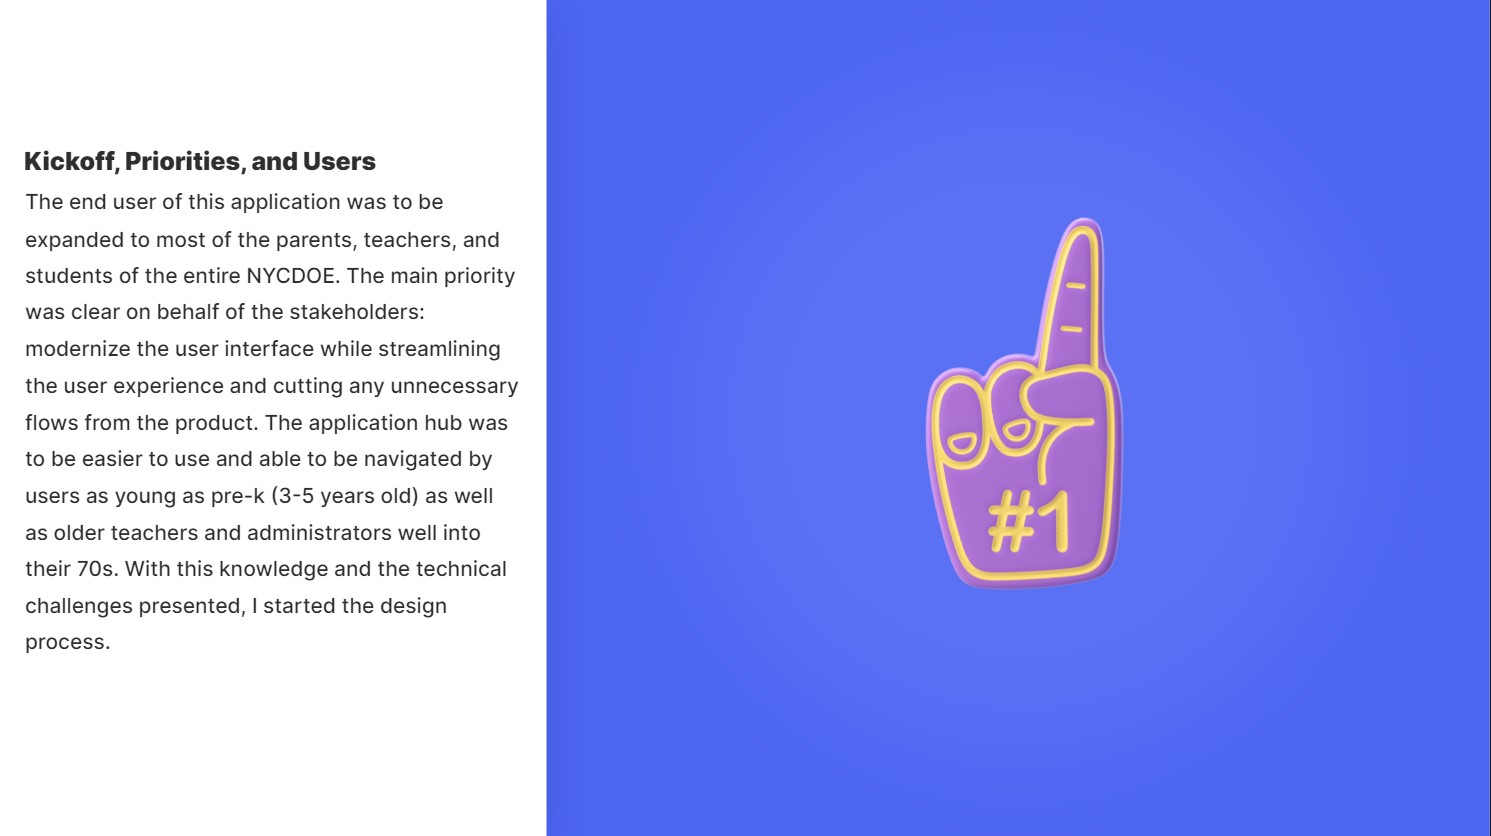 Kickoff, Priorities, and Users
The end user of this application was to be
expanded to most of the parents, teachers, and
students of the entire NYCDOE. The main priority
was clear on behalf of the stakeholders:
modernize the user interface while streamlining
the user experience and cutting any unnecessary
flows from the product. The application hub was
to be easier to use and able to be navigated by
users as young as pre-k (3-5 years old) as well
as older teachers and administrators well into
their 70s. With this knowledge and the technical
challenges presented, I started the design
process.
#1